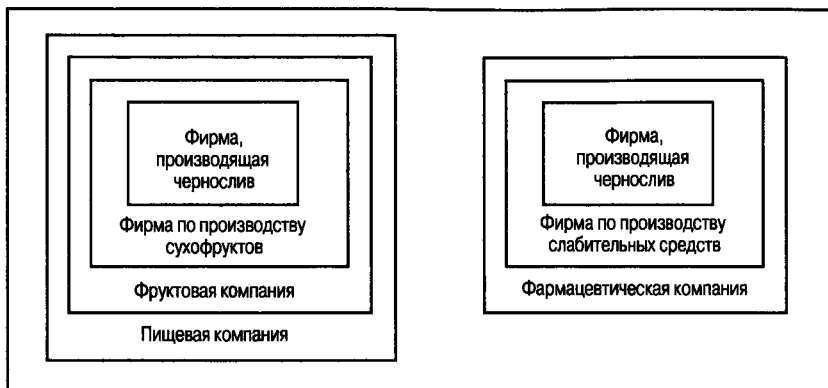 Фирма,
производящая
чернослив
Фирма по производству
сухофруктов
Фруктовая компания
Пищевая компания
Фирма,
производящая
чернослив
Фирма по производству
слабительных средств
Фармацевтическая компания